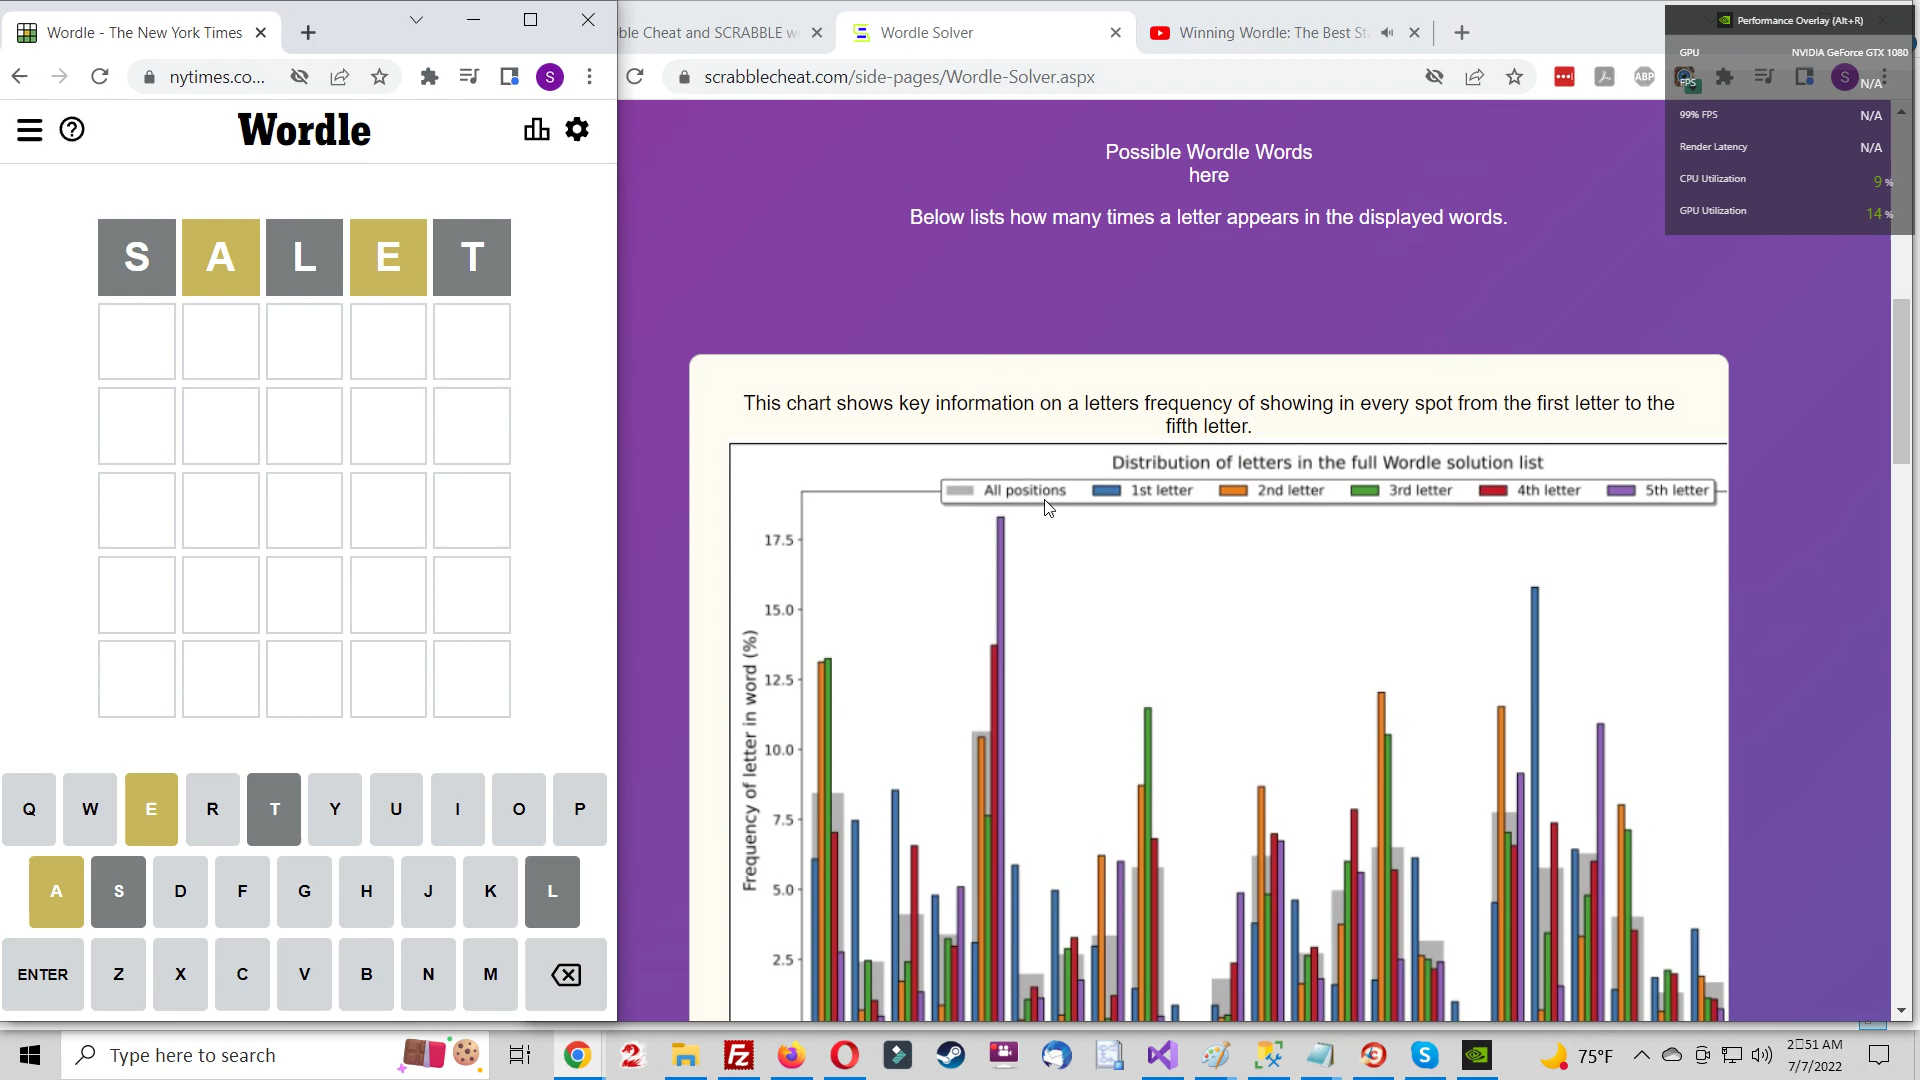 Wordle - The New York Times
ble Cheat and SCRABBLE w
Wordle Solver
Winning Wordle: The Best St
nytimes.co...
S
scrabblecheat.com/side-pages/Wordle-Solver.aspx
ABP
S
Performance Overlay (Alt+R)
GPU NVIDIA GeForce GTX 1080
FPS N/A
99% FPS N/A
Render Latency N/A
CPU Utilization 9 %
GPU Utilization 14 %
Wordle
S A L E T
Q W E R T Y U I O P
A S D F G H J K L
ENTER Z X C V B N M
Possible Wordle Words
here
Below lists how many times a letter appears in the displayed words.
This chart shows key information on a letters frequency of showing in every spot from the first letter to the
fifth letter.
Distribution of letters in the full Wordle solution list
All positions 1st letter 2nd letter 3rd letter 4th letter 5th letter
Frequency of letter in word (%)
17.5
15.0
12.5
10.0
7.5
5.0
2.5
Type here to search
75°F
2:51 AM
7/7/2022